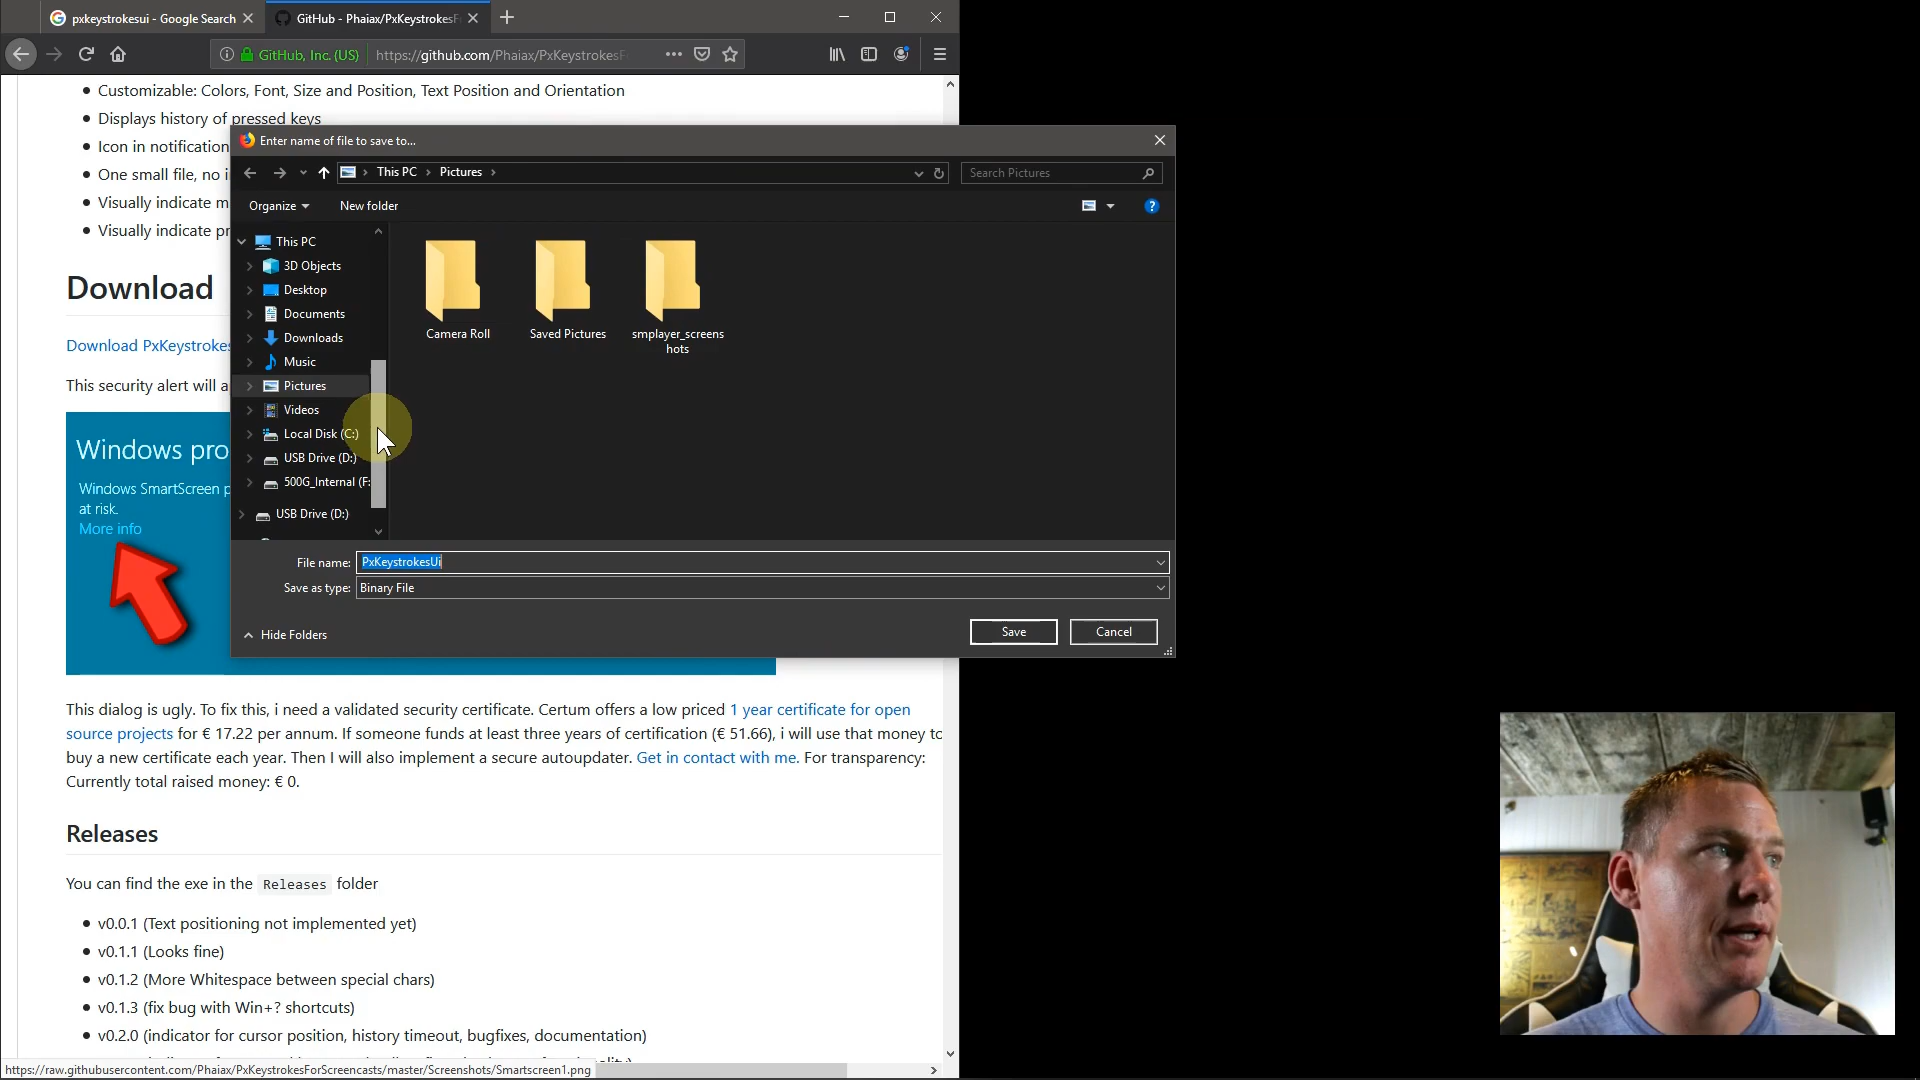 pxkeystrokesui - Google Search
GitHub - Phaiax/PxKeystrokesF
GitHub, Inc. (US)
https://github.com/Phaiax/PxKeystrokesF
Customizable: Colors, Font, Size and Position, Text Position and Orientation
Displays history of pressed keys
Icon in notification
One small file, no i
Visually indicate m
Visually indicate pr
Download
Download PxKeystrokes
This security alert will a
Windows pro
Windows SmartScreen p
at risk.
More info
Enter name of file to save to...
This PC
Pictures
Search Pictures
Organize
New folder
?
This PC
3D Objects
Desktop
Documents
Downloads
Music
Pictures
Videos
Local Disk (C:)
USB Drive (D:)
500G_Internal (F:
USB Drive (D:)
Camera Roll
Saved Pictures
smplayer_screens
hots
File name:
PxKeystrokesUi
Save as type:
Binary File
Hide Folders
Save
Cancel
This dialog is ugly. To fix this, i need a validated security certificate. Certum offers a low priced 1 year certificate for open
source projects for € 17.22 per annum. If someone funds at least three years of certification (€ 51.66), i will use that money to
buy a new certificate each year. Then I will also implement a secure autoupdater. Get in contact with me. For transparency:
Currently total raised money: € 0.
Releases
You can find the exe in the Releases folder
v0.0.1 (Text positioning not implemented yet)
v0.1.1 (Looks fine)
v0.1.2 (More Whitespace between special chars)
v0.1.3 (fix bug with Win+? shortcuts)
v0.2.0 (indicator for cursor position, history timeout, bugfixes, documentation)
https://raw.githubusercontent.com/Phaiax/PxKeystrokesForScreencasts/master/Screenshots/Smartscreen1.png